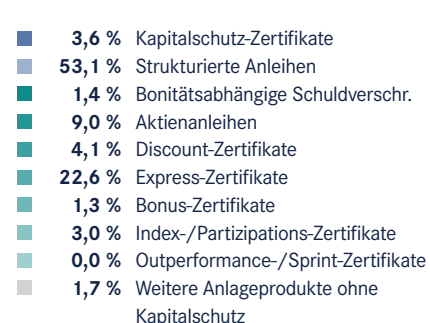 3,6 % Kapitalschutz-Zertifikate
53,1 % Strukturierte Anleihen
1,4 % Bonitätsabhängige Schuldverschr.
9,0 % Aktienanleihen
4,1 % Discount-Zertifikate
22,6 % Express-Zertifikate
1,3 % Bonus-Zertifikate
3,0 % Index-/Partizipations-Zertifikate
0,0 % Outperformance-/Sprint-Zertifikate
1,7 % Weitere Anlageprodukte ohne
Kapitalschutz